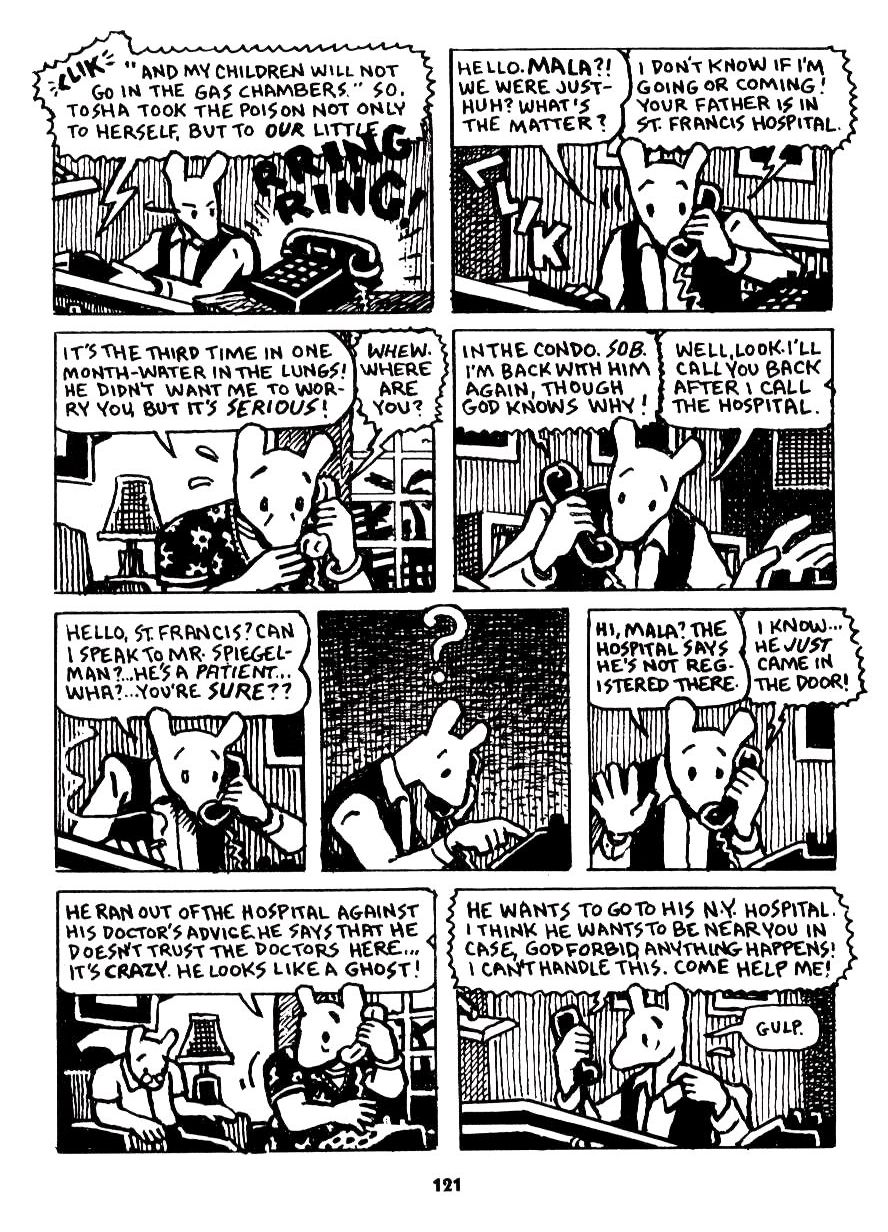 CLIK
"AND MY CHILDREN WILL NOT
GO IN THE GAS CHAMBERS." SO,
TOSHA TOOK THE POISON NOT ONLY
TO HERSELF, BUT TO OUR LITTLE
RRING
RING!
HELLO. MALA?!
WE WERE JUST-
HUH? WHAT'S
THE MATTER?
I DON'T KNOW IF I'M
GOING OR COMING!
YOUR FATHER IS IN
ST. FRANCIS HOSPITAL.
CLIK
IT'S THE THIRD TIME IN ONE
MONTH-WATER IN THE LUNGS!
HE DIDN'T WANT ME TO WOR-
RY YOU, BUT IT'S SERIOUS!
WHEW.
WHERE
ARE
YOU?
IN THE CONDO. SOB.
I'M BACK WITH HIM
AGAIN, THOUGH
GOD KNOWS WHY!
WELL, LOOK. I'LL
CALL YOU BACK
AFTER I CALL
THE HOSPITAL.
HELLO, ST. FRANCIS? CAN
I SPEAK TO MR. SPIEGEL-
MAN?...HE'S A PATIENT...
WHA?...YOU'RE SURE??
?
HI, MALA? THE
HOSPITAL SAYS
HE'S NOT REG-
ISTERED THERE.
I KNOW...
HE JUST
CAME IN
THE DOOR!
HE RAN OUT OF THE HOSPITAL AGAINST
HIS DOCTOR'S ADVICE. HE SAYS THAT HE
DOESN'T TRUST THE DOCTORS HERE...
IT'S CRAZY. HE LOOKS LIKE A GHOST!
HE WANTS TO GO TO HIS N.Y. HOSPITAL.
I THINK HE WANTS TO BE NEAR YOU IN
CASE, GOD FORBID, ANYTHING HAPPENS!
I CAN'T HANDLE THIS. COME HELP ME!
GULP.
121